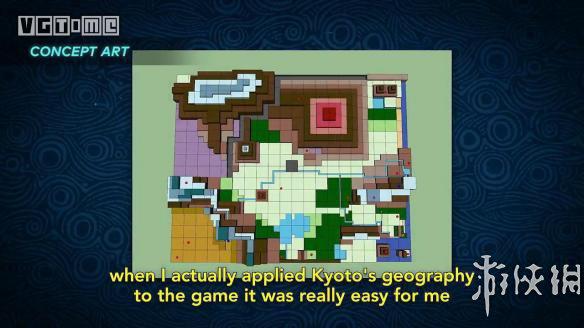 VGTIME
CONCEPT ART
when I actually applied Kyoto's geography
to the game it was really easy for me
游侠网